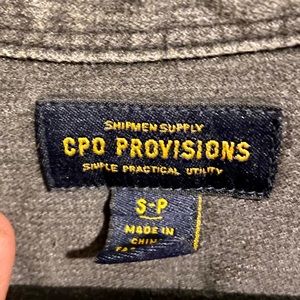 SHIPMEN SUPPLY
CPO PROVISIONS
SIMPLE PRACTICAL UTILITY
S-P
MADE IN
CHINA